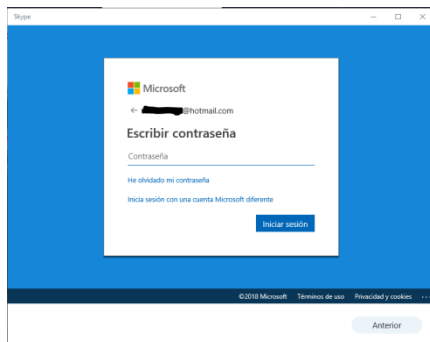 Skype
Microsoft
@hotmail.com
Escribir contraseña
Contraseña
He olvidado mi contraseña
Inicia sesión con una cuenta Microsoft diferente
Iniciar sesión
©2018 Microsoft Términos de uso Privacidad y cookies ...
Anterior